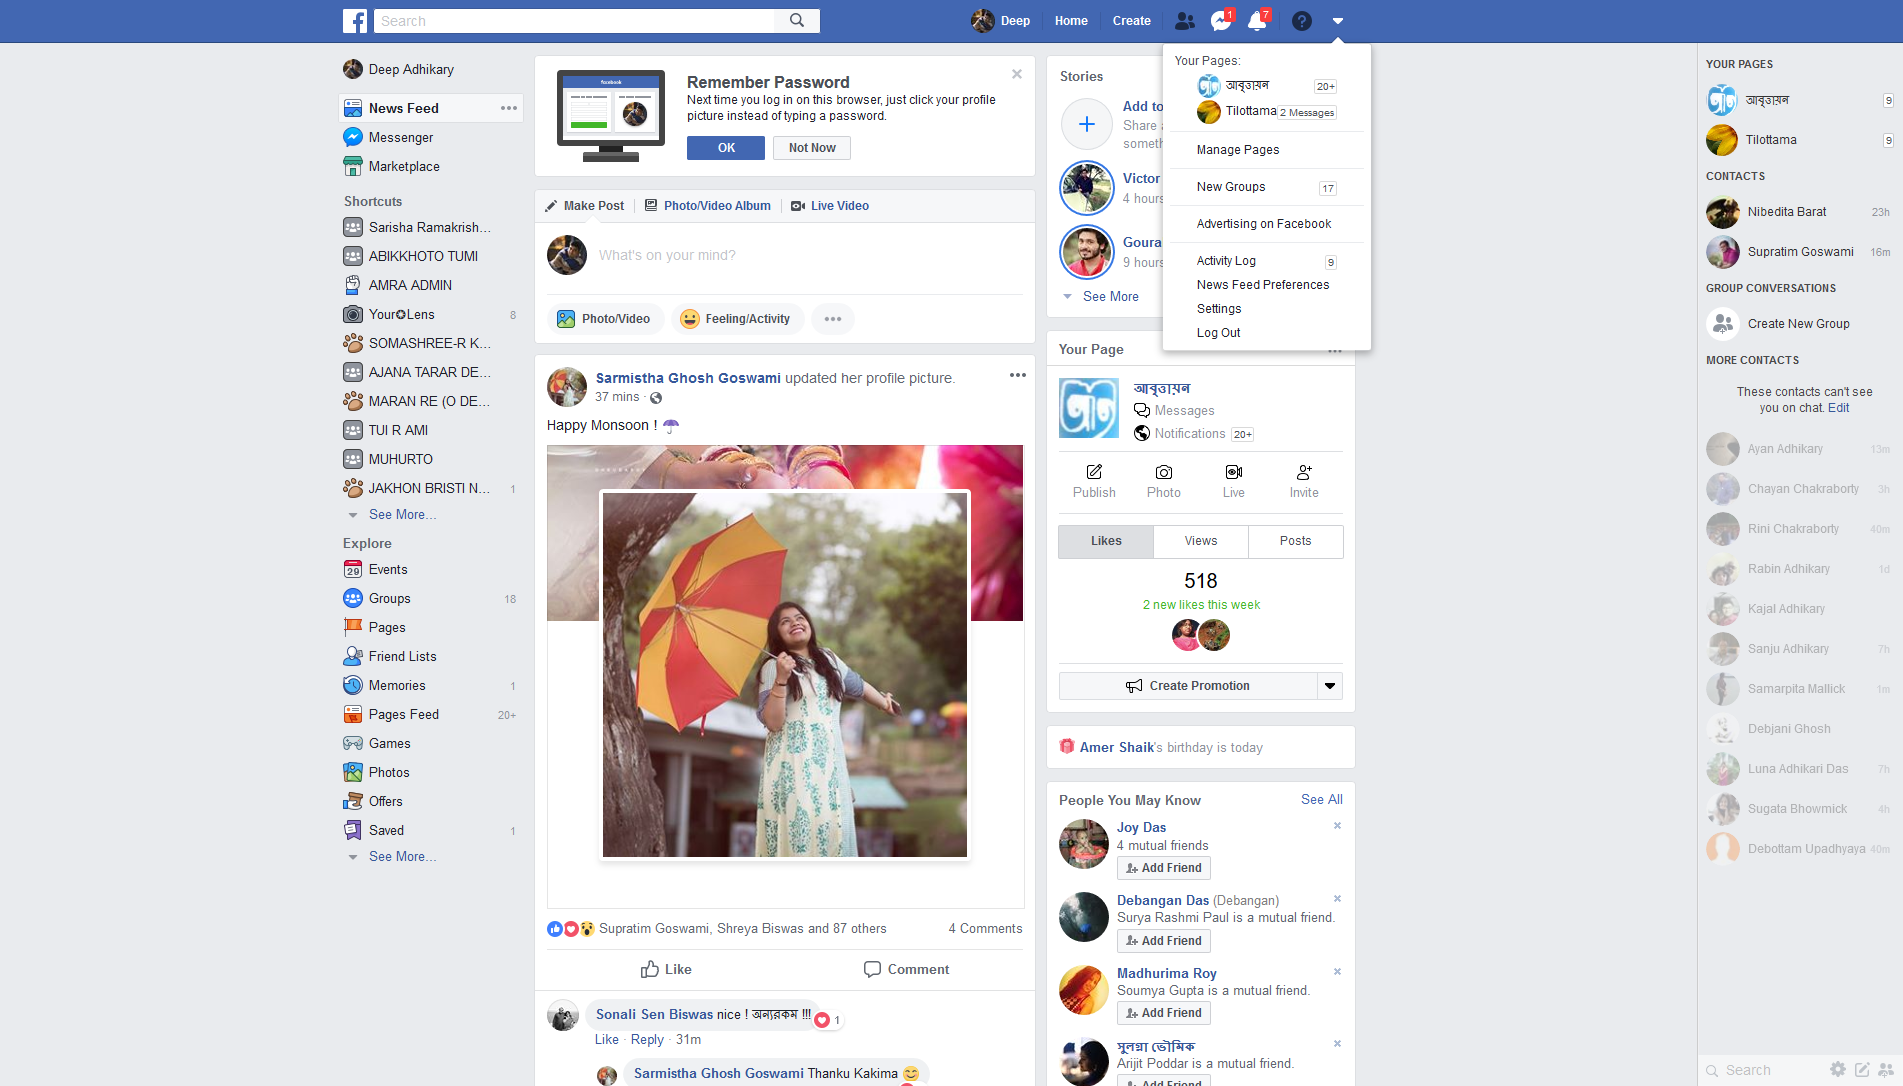 Search
Deep
Home
Create
1
7
Deep Adhikary
News Feed
Messenger
Marketplace
Shortcuts
Sarisha Ramakrish...
ABIKKHOTO TUMI
AMRA ADMIN
Your✪Lens 8
SOMASHREE-R K...
AJANA TARAR DE...
MARAN RE (O DE...
TUI R AMI
MUHURTO
JAKHON BRISTI N... 1
See More...
Explore
29 Events
Groups 18
Pages
Friend Lists
Memories 1
Pages Feed 20+
Games
Photos
Offers
Saved 1
See More...
facebook
Remember Password
Next time you log in on this browser, just click your profile
picture instead of typing a password.
OK
Not Now
Make Post
Photo/Video Album
Live Video
What's on your mind?
Photo/Video
Feeling/Activity
Sarmistha Ghosh Goswami updated her profile picture.
37 mins ·
Happy Monsoon ! ☂
Supratim Goswami, Shreya Biswas and 87 others
4 Comments
Like
Comment
Sonali Sen Biswas nice ! অন্যরকম !!!
1
Like · Reply · 31m
Sarmistha Ghosh Goswami Thanku Kakima 😊
Stories
Add to
Share a
someth
Victor
4 hours
Goura
9 hours
See More
Your Pages:
আবৃত্তায়ন 20+
Tilottama 2 Messages
Manage Pages
New Groups 17
Advertising on Facebook
Activity Log 9
News Feed Preferences
Settings
Log Out
Your Page
আবৃত্তায়ন
আন
Messages
Notifications 20+
Publish
Photo
Live
Invite
Likes
Views
Posts
518
2 new likes this week
Create Promotion
Amer Shaik's birthday is today
People You May Know
See All
Joy Das
4 mutual friends
Add Friend
Debangan Das (Debangan)
Surya Rashmi Paul is a mutual friend.
Add Friend
Madhurima Roy
Soumya Gupta is a mutual friend.
Add Friend
সুলগ্না ভৌমিক
Arijit Poddar is a mutual friend.
Add Friend
YOUR PAGES
আবৃত্তায়ন 9
Tilottama 9
CONTACTS
Nibedita Barat 23h
Supratim Goswami 16m
GROUP CONVERSATIONS
Create New Group
MORE CONTACTS
These contacts can't see
you on chat. Edit
Ayan Adhikary 13m
Chayan Chakraborty 3h
Rini Chakraborty 40m
Rabin Adhikary 1d
Kajal Adhikary
Sanju Adhikary 7h
Samarpita Mallick 1m
Debjani Ghosh
Luna Adhikari Das 7h
Sugata Bhowmick 4h
Debottam Upadhyaya 40m
Search